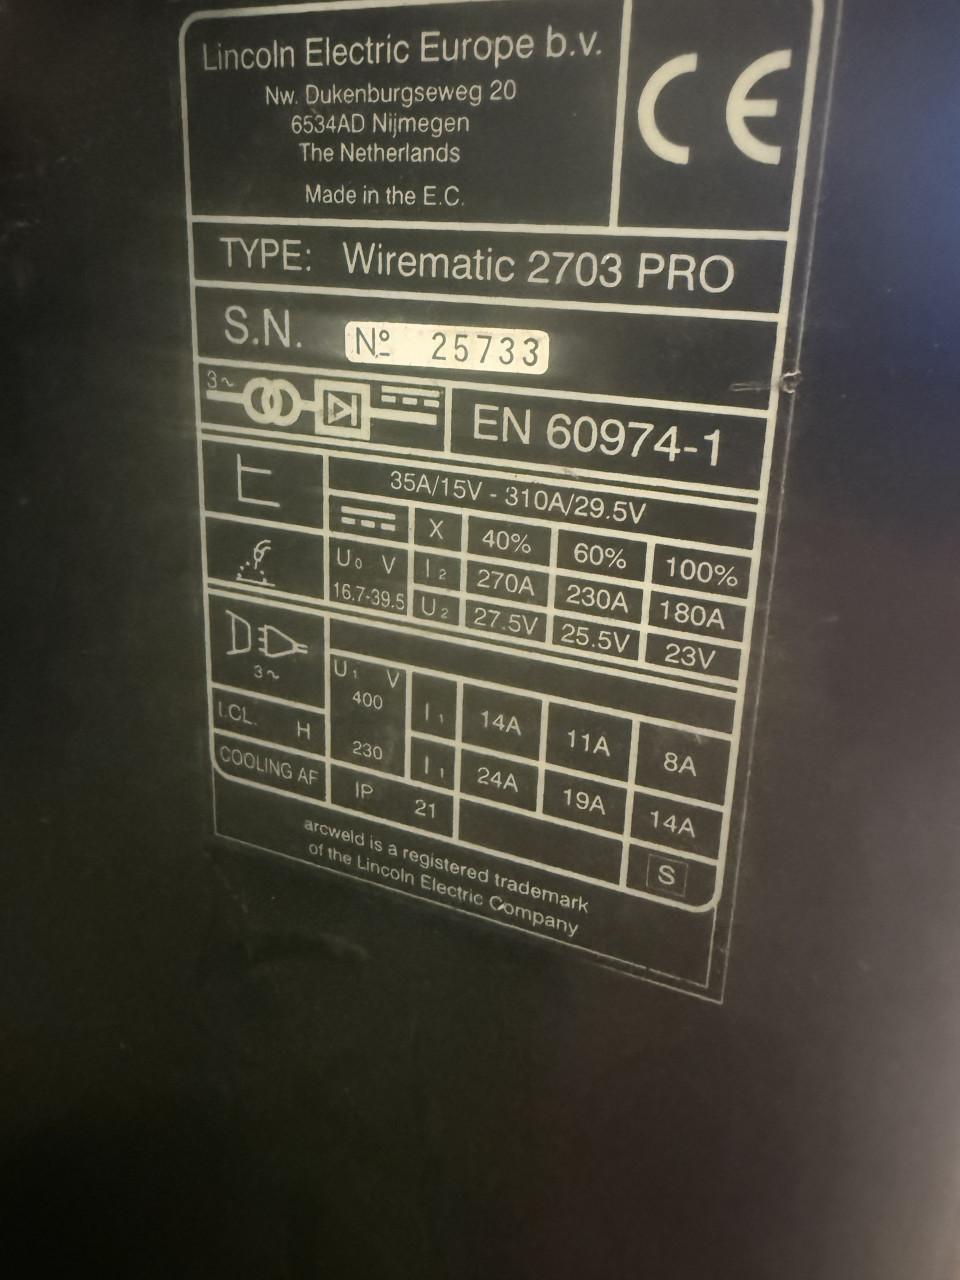 Lincoln Electric Europe b.v.
Nw. Dukenburgseweg 20
6534AD Nijmegen
The Netherlands
Made in the E.C.
CE
TYPE: Wirematic 2703 PRO
S.N. Nº 25733
3~ EN 60974-1
35A/15V - 310A/29.5V
X 40% 60% 100%
U₀ V I₂ 270A 230A 180A
16.7-39.5 U₂ 27.5V 25.5V 23V
3~
U₁ V
400 I₁ 14A 11A 8A
230 I₁ 24A 19A 14A
I.CL. H
COOLING AF IP 21
S
arcweld is a registered trademark
of the Lincoln Electric Company